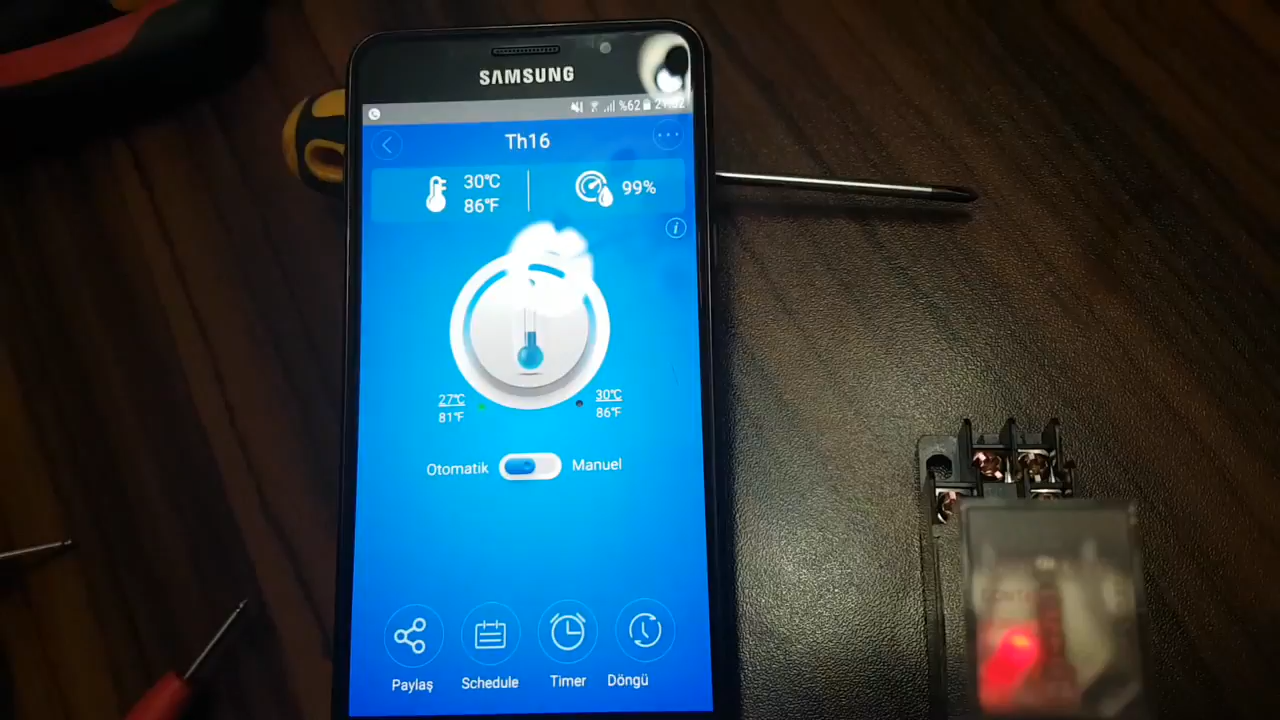 SAMSUNG
%62
Th16
30℃
86℉
99%
27℃
81℉
30℃
86℉
Otomatik
Manuel
Paylaş
Schedule
Timer
Döngü